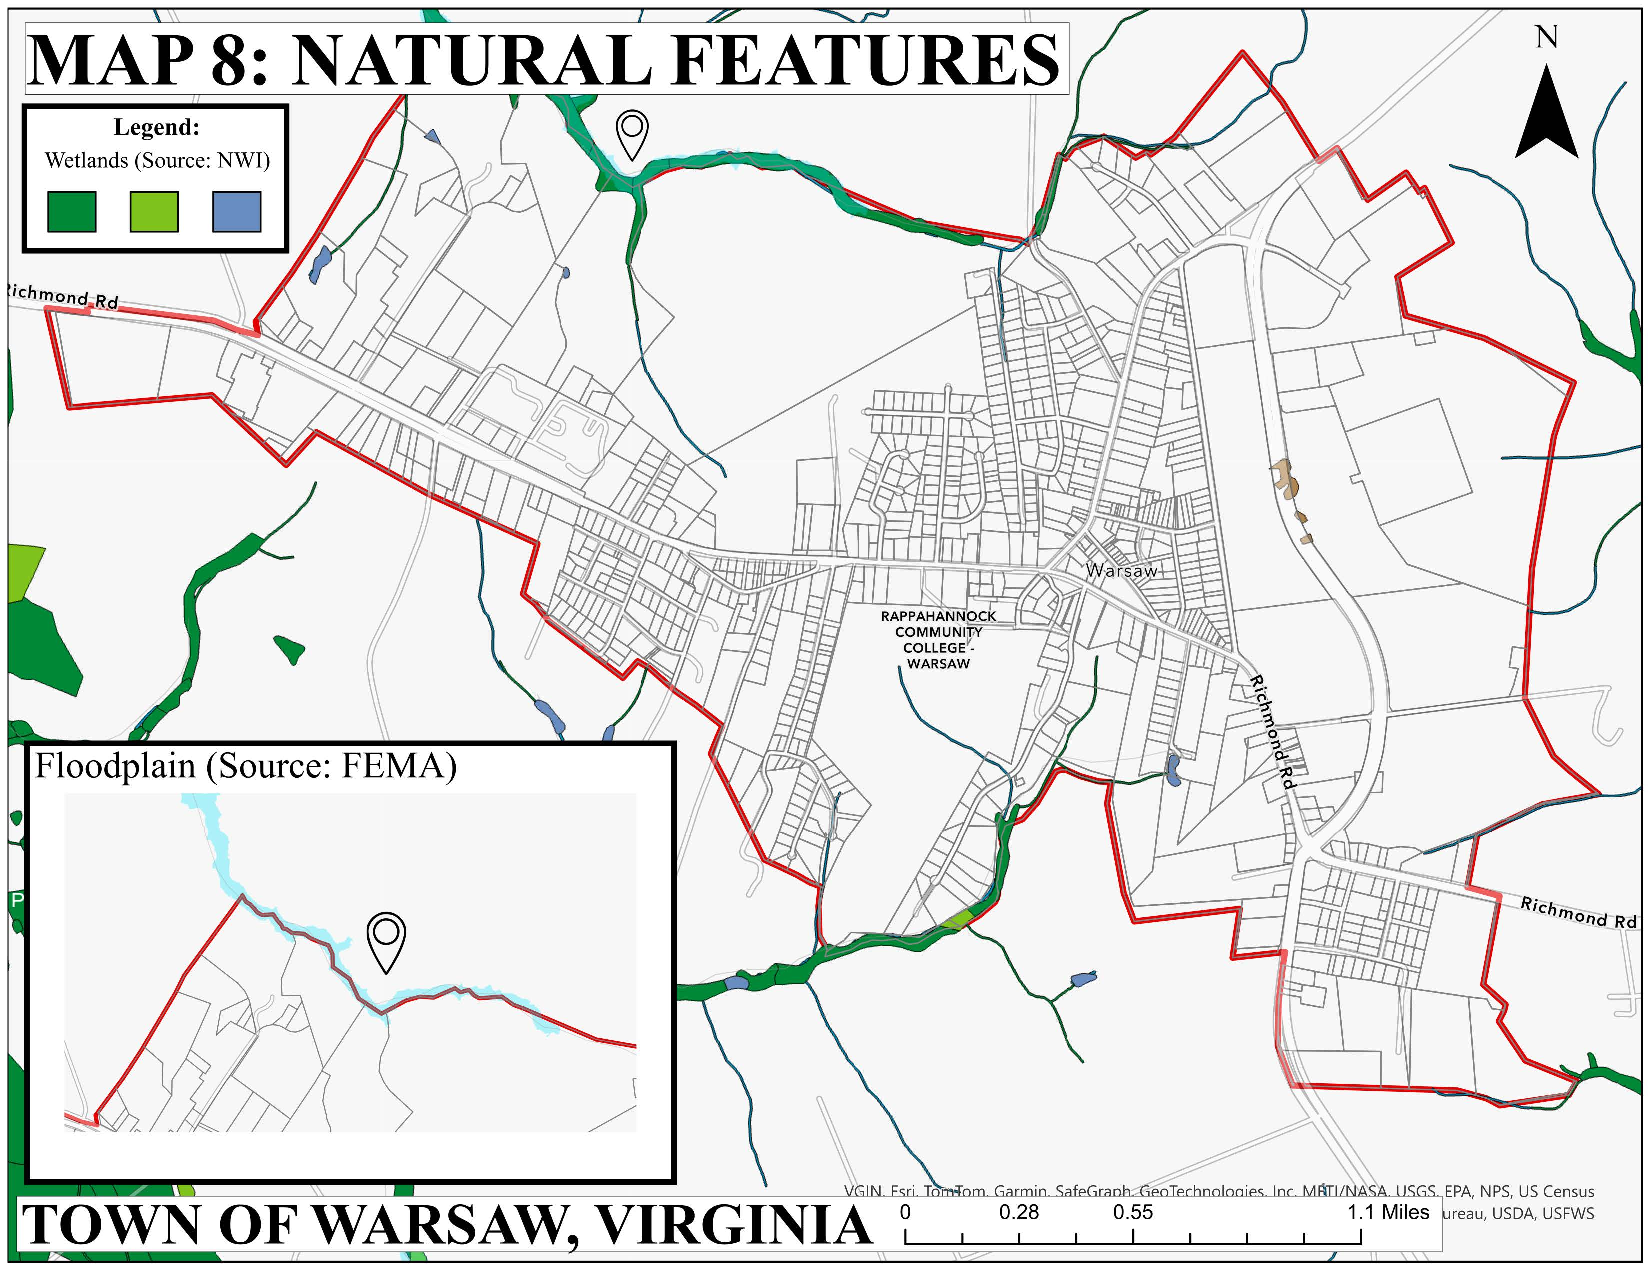 MAP 8: NATURAL FEATURES
N
Legend:
Wetlands (Source: NWI)
Richmond Rd
Warsaw
RAPPAHANNOCK
COMMUNITY
COLLEGE -
WARSAW
Richmond Rd
Floodplain (Source: FEMA)
P
Richmond Rd
VGIN, Esri, TomTom, Garmin, SafeGraph, GeoTechnologies, Inc, METI/NASA, USGS, EPA, NPS, US Census
ureau, USDA, USFWS
TOWN OF WARSAW, VIRGINIA
0 0.28 0.55 1.1 Miles